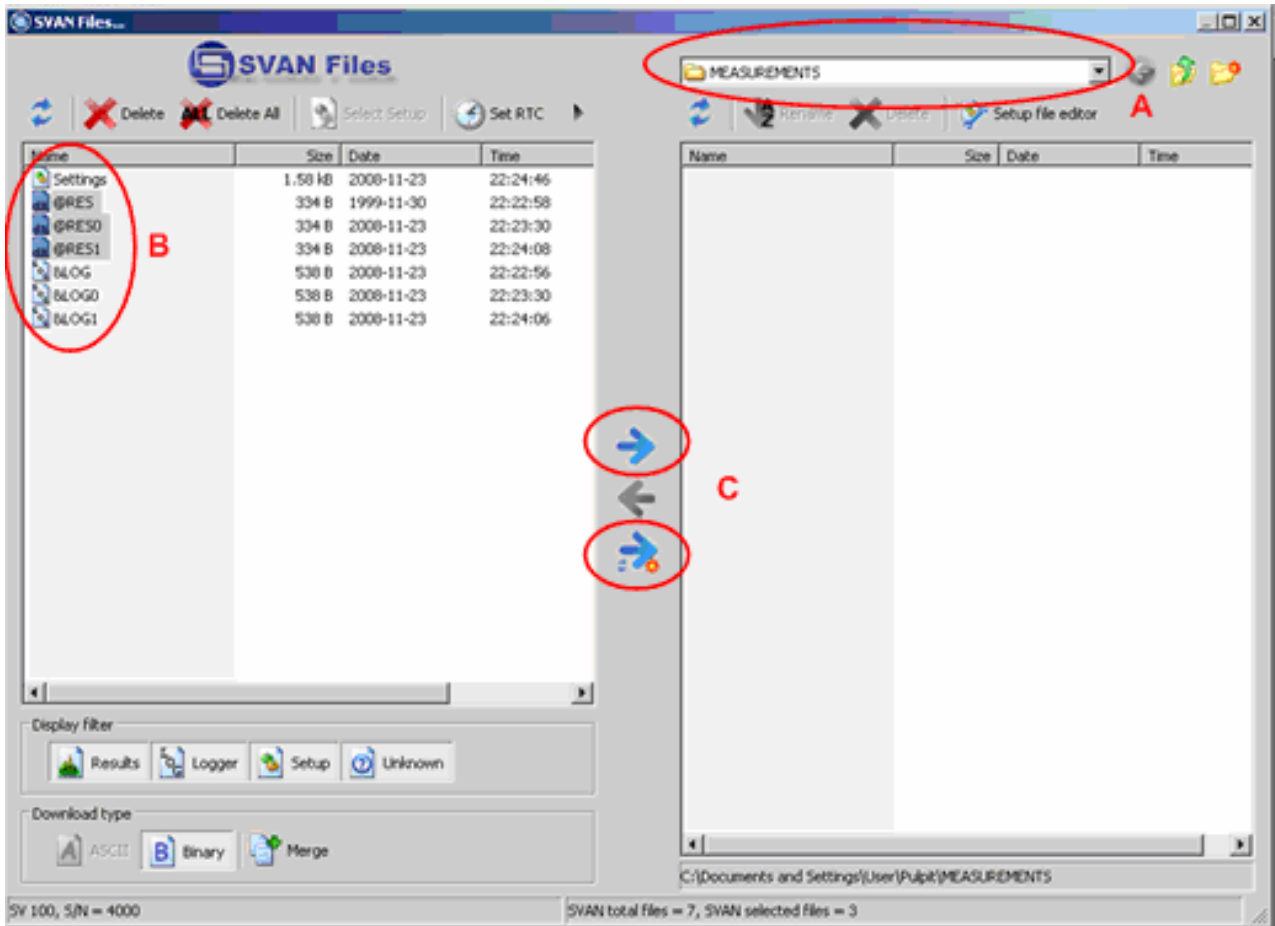 SVAN Files...
SVAN Files
MEASUREMENTS
A
Delete ALL Delete All Select Setup Set RTC
Rename Delete Setup file editor
Name Size Date Time
Settings 1.58 kB 2008-11-23 22:24:46
@RES 334 B 1999-11-30 22:22:58
@RES0 334 B 2008-11-23 22:23:30
@RES1 334 B 2008-11-23 22:24:08
&LOG 538 B 2008-11-23 22:22:56
&LOG0 538 B 2008-11-23 22:23:30
&LOG1 538 B 2008-11-23 22:24:06
B
Name Size Date Time
C
Display filter
Results Logger Setup Unknown
Download type
A ASCII B Binary Merge
C:\Documents and Settings\User\Pulpit\MEASUREMENTS
SV 100, S/N = 4000
SVAN total files = 7, SVAN selected files = 3